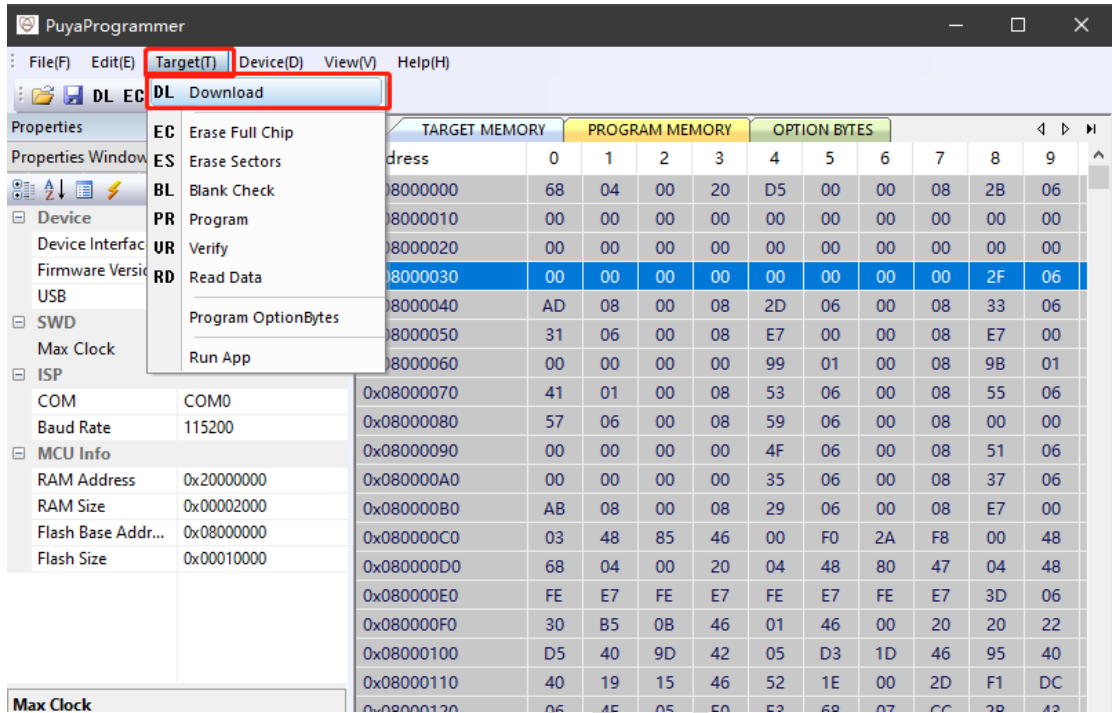 PuyaProgrammer
File(F) Edit(E) Target(T) Device(D) View(V) Help(H)
DL EC
DL Download
EC Erase Full Chip
ES Erase Sectors
BL Blank Check
PR Program
UR Verify
RD Read Data
Program OptionBytes
Run App
Properties
Properties Window
Device
Device Interfac
Firmware Versio
USB
SWD
Max Clock
ISP
COM COM0
Baud Rate 115200
MCU Info
RAM Address 0x20000000
RAM Size 0x00002000
Flash Base Addr... 0x08000000
Flash Size 0x00010000
Max Clock
TARGET MEMORY PROGRAM MEMORY OPTION BYTES
dress 0 1 2 3 4 5 6 7 8 9
08000000 68 04 00 20 D5 00 00 08 2B 06
08000010 00 00 00 00 00 00 00 00 00 00
08000020 00 00 00 00 00 00 00 00 00 00
08000030 00 00 00 00 00 00 00 00 2F 06
08000040 AD 08 00 08 2D 06 00 08 33 06
08000050 31 06 00 08 E7 00 00 08 E7 00
08000060 00 00 00 00 99 01 00 08 9B 01
0x08000070 41 01 00 08 53 06 00 08 55 06
0x08000080 57 06 00 08 59 06 00 08 00 00
0x08000090 00 00 00 00 4F 06 00 08 51 06
0x080000A0 00 00 00 00 35 06 00 08 37 06
0x080000B0 AB 08 00 08 29 06 00 08 E7 00
0x080000C0 03 48 85 46 00 F0 2A F8 00 48
0x080000D0 68 04 00 20 04 48 80 47 04 48
0x080000E0 FE E7 FE E7 FE E7 FE E7 3D 06
0x080000F0 30 B5 0B 46 01 46 00 20 20 22
0x08000100 D5 40 9D 42 05 D3 1D 46 95 40
0x08000110 40 19 15 46 52 1E 00 2D F1 DC
0x08000120 06 4F 05 F0 F3 68 07 CC 2B 43